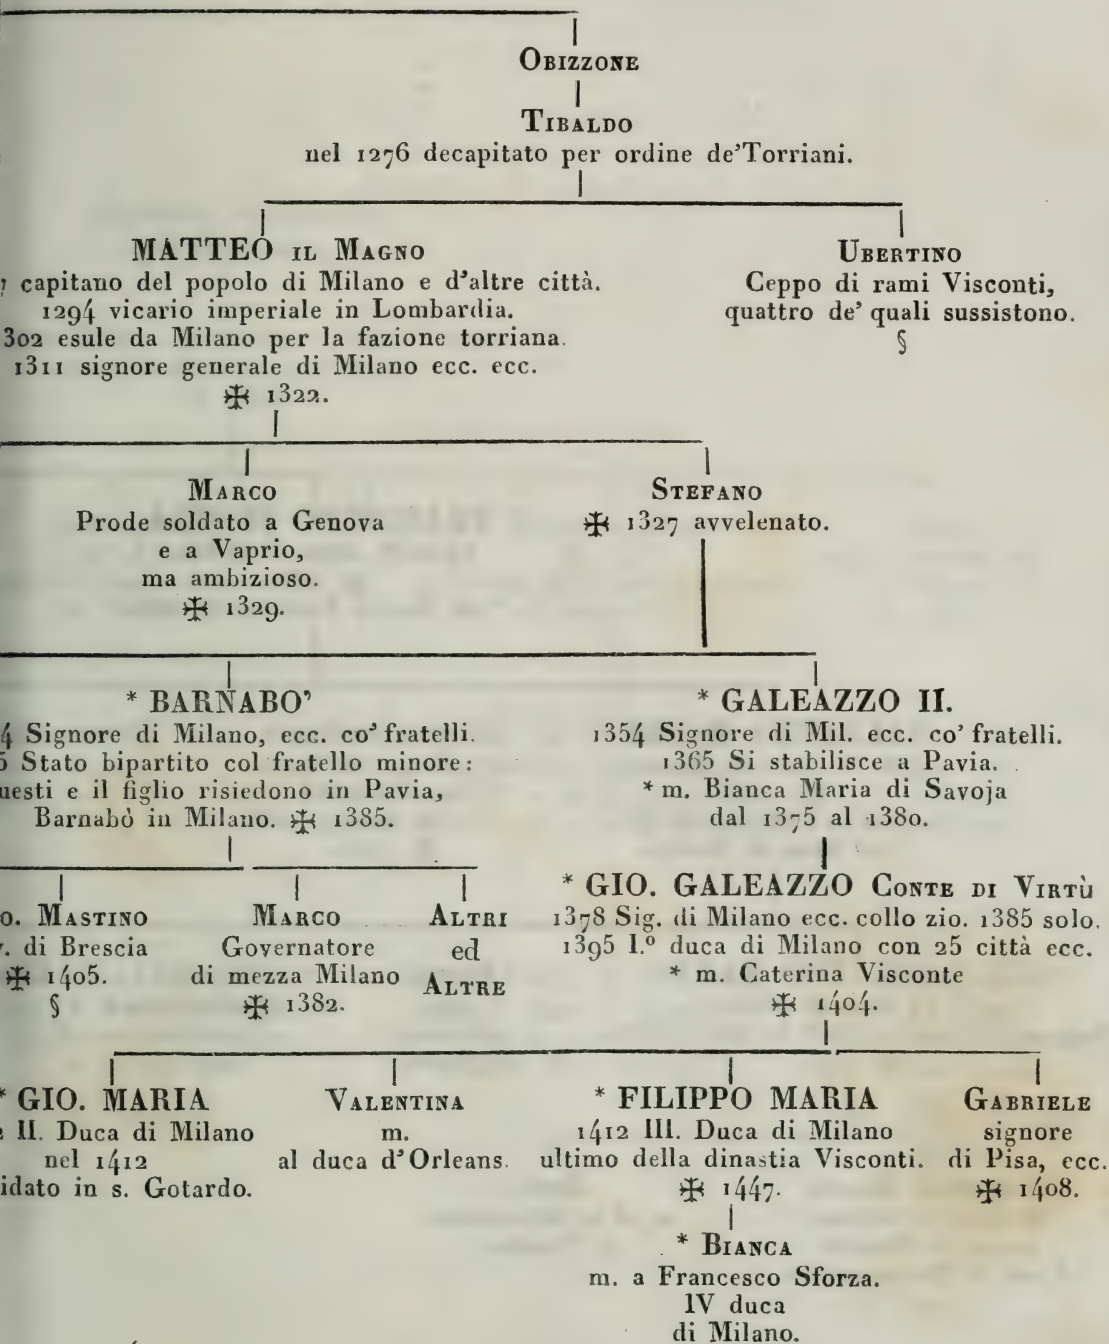 OBIZZONE
TIBALDO
nel 1276 decapitato per ordine de'Torriani.
MATTEO IL MAGNO
capitano del popolo di Milano e d'altre città.
1294 vicario imperiale in Lombardia.
302 esule da Milano per la fazione torriana.
1311 signore generale di Milano ecc. ecc.
✠ 1322.
UBERTINO
Ceppo di rami Visconti,
quattro de' quali sussistono.
§
MARCO
Prode soldato a Genova
e a Vaprio,
ma ambizioso.
✠ 1329.
STEFANO
✠ 1327 avvelenato.
* BARNABO'
4 Signore di Milano, ecc. co' fratelli.
5 Stato bipartito col fratello minore:
uesti e il figlio risiedono in Pavia,
Barnabò in Milano. ✠ 1385.
* GALEAZZO II.
1354 Signore di Mil. ecc. co' fratelli.
1365 Si stabilisce a Pavia.
* m. Bianca Maria di Savoja
dal 1375 al 1380.
o. MASTINO
. di Brescia
✠ 1405.
§
MARCO
Governatore
di mezza Milano
✠ 1382.
ALTRI
ed
ALTRE
* GIO. GALEAZZO CONTE DI VIRTÙ
1378 Sig. di Milano ecc. collo zio. 1385 solo.
1395 I.º duca di Milano con 25 città ecc.
* m. Caterina Visconte
✠ 1404.
* GIO. MARIA
II. Duca di Milano
nel 1412
idato in s. Gotardo.
VALENTINA
m.
al duca d'Orleans.
* FILIPPO MARIA
1412 III. Duca di Milano
ultimo della dinastia Visconti.
✠ 1447.
GABRIELE
signore
di Pisa, ecc.
✠ 1408.
* BIANCA
m. a Francesco Sforza.
IV duca
di Milano.